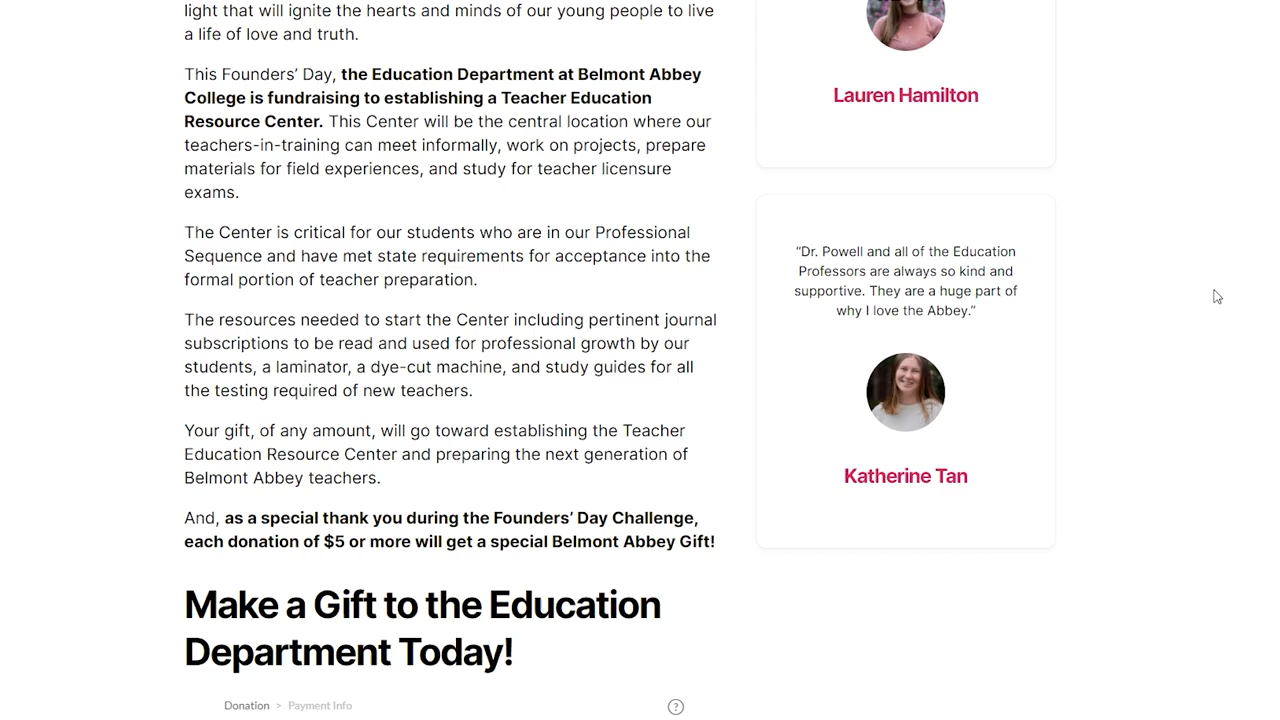 light that will ignite the hearts and minds of our young people to live
a life of love and truth.
This Founders’ Day, the Education Department at Belmont Abbey
College is fundraising to establishing a Teacher Education
Resource Center. This Center will be the central location where our
teachers-in-training can meet informally, work on projects, prepare
materials for field experiences, and study for teacher licensure
exams.
The Center is critical for our students who are in our Professional
Sequence and have met state requirements for acceptance into the
formal portion of teacher preparation.
The resources needed to start the Center including pertinent journal
subscriptions to be read and used for professional growth by our
students, a laminator, a dye-cut machine, and study guides for all
the testing required of new teachers.
Your gift, of any amount, will go toward establishing the Teacher
Education Resource Center and preparing the next generation of
Belmont Abbey teachers.
And, as a special thank you during the Founders’ Day Challenge,
each donation of $5 or more will get a special Belmont Abbey Gift!
Make a Gift to the Education
Department Today!
Donation > Payment Info
?
Lauren Hamilton
“Dr. Powell and all of the Education
Professors are always so kind and
supportive. They are a huge part of
why I love the Abbey.”
Katherine Tan